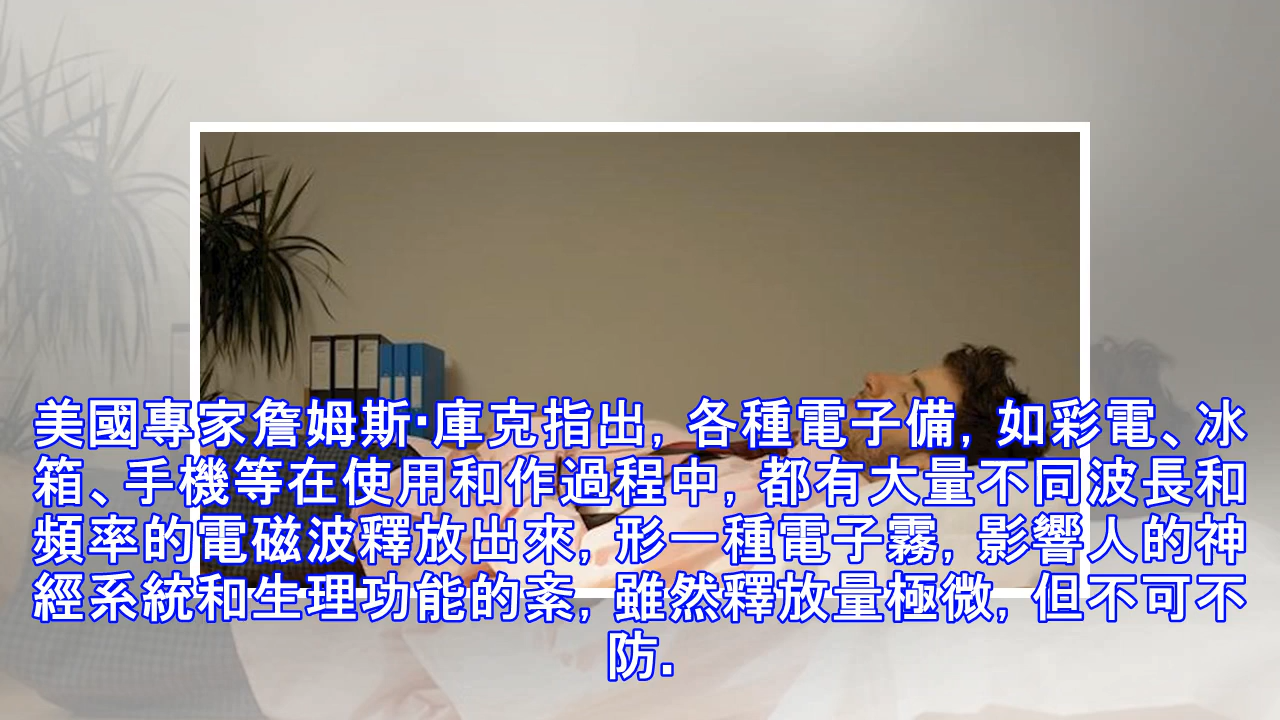 美國專家詹姆斯·庫克指出, 各種電子備, 如彩電、冰
箱、手機等在使用和作過程中, 都有大量不同波長和
頻率的電磁波釋放出來, 形一種電子霧, 影響人的神
經系統和生理功能的紊, 雖然釋放量極微, 但不可不
防.